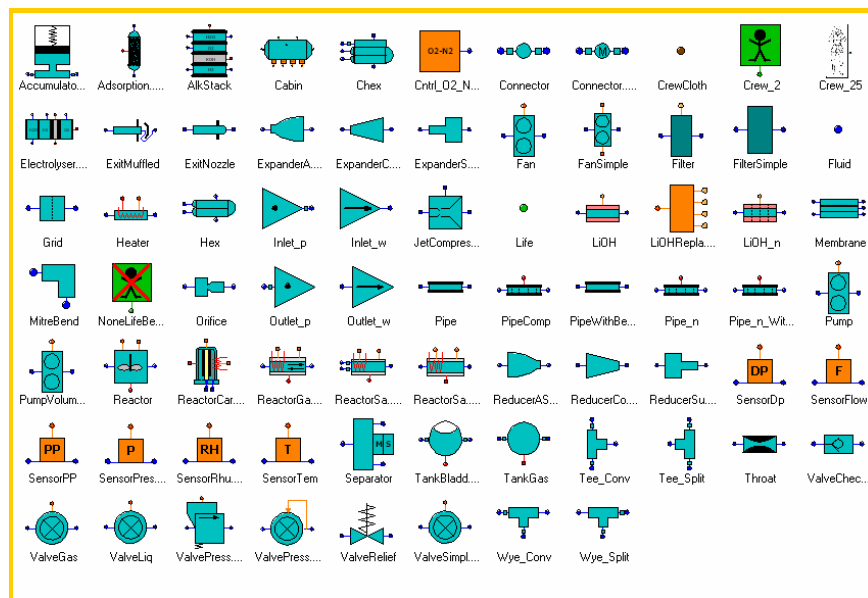 O2-N2
M
Accumulato...
Adsorption....
AlkStack
Cabin
Chex
Cntrl_O2_N...
Connector
Connector....
CrewCloth
Crew_2
Crew_25
Electrolyser....
ExitMuffled
ExitNozzle
ExpanderA....
ExpanderC....
ExpanderS....
Fan
FanSimple
Filter
FilterSimple
Fluid
Grid
Heater
Hex
Inlet_p
Inlet_w
JetCompres...
Life
LiOH
LiOHRepla....
LiOH_n
Membrane
MitreBend
NoneLifeBe...
Orifice
Outlet_p
Outlet_w
Pipe
PipeComp
PipeWithBe...
Pipe_n
Pipe_n_Wit...
Pump
DP
F
PumpVolum...
Reactor
ReactorCar....
ReactorGa....
ReactorSa....
ReactorSa....
ReducerAS...
ReducerCo....
ReducerSu....
SensorDp
SensorFlow
PP
P
RH
T
M S
SensorPP
SensorPres....
SensorRhu....
SensorTem
Separator
TankBladd....
TankGas
Tee_Conv
Tee_Split
Throat
ValveChec....
ValveGas
ValveLiq
ValvePress....
ValvePress....
ValveRelief
ValveSimpl....
Wye_Conv
Wye_Split